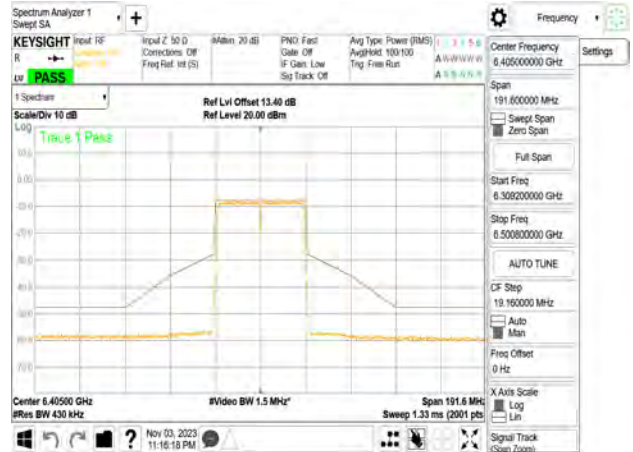 Spectrum Analyzer 1
Swept SA
Frequency
KEYSIGHT
Input: RF
Input Z: 50 Ω
Corrections: Off
Freq Ref: Int (S)
#Atten: 20 dB
PNO: Fast
Gate: Off
IF Gain: Low
Sig Track: Off
Avg Type: Power (RMS)
Avg|Hold: 100/100
Trig: Free Run
R
PASS
Center Frequency
6.405000000 GHz
Settings
Span
191.600000 MHz
Swept Span
Zero Span
Full Span
Start Freq
6.309200000 GHz
Stop Freq
6.500800000 GHz
AUTO TUNE
CF Step
19.160000 MHz
Auto
Man
Freq Offset
0 Hz
X Axis Scale
Log
Lin
Signal Track
(Span Zoom)
1 Spectrum
Scale/Div 10 dB
Log
Ref Lvl Offset 13.40 dB
Ref Level 20.00 dBm
Trace 1 Pass
10.0
0.00
Center 6.40500 GHz
#Res BW 430 kHz
#Video BW 1.5 MHz*
Span 191.6 MHz
Sweep 1.33 ms (2001 pts
?
Nov 03, 2023
11:16:18 PM